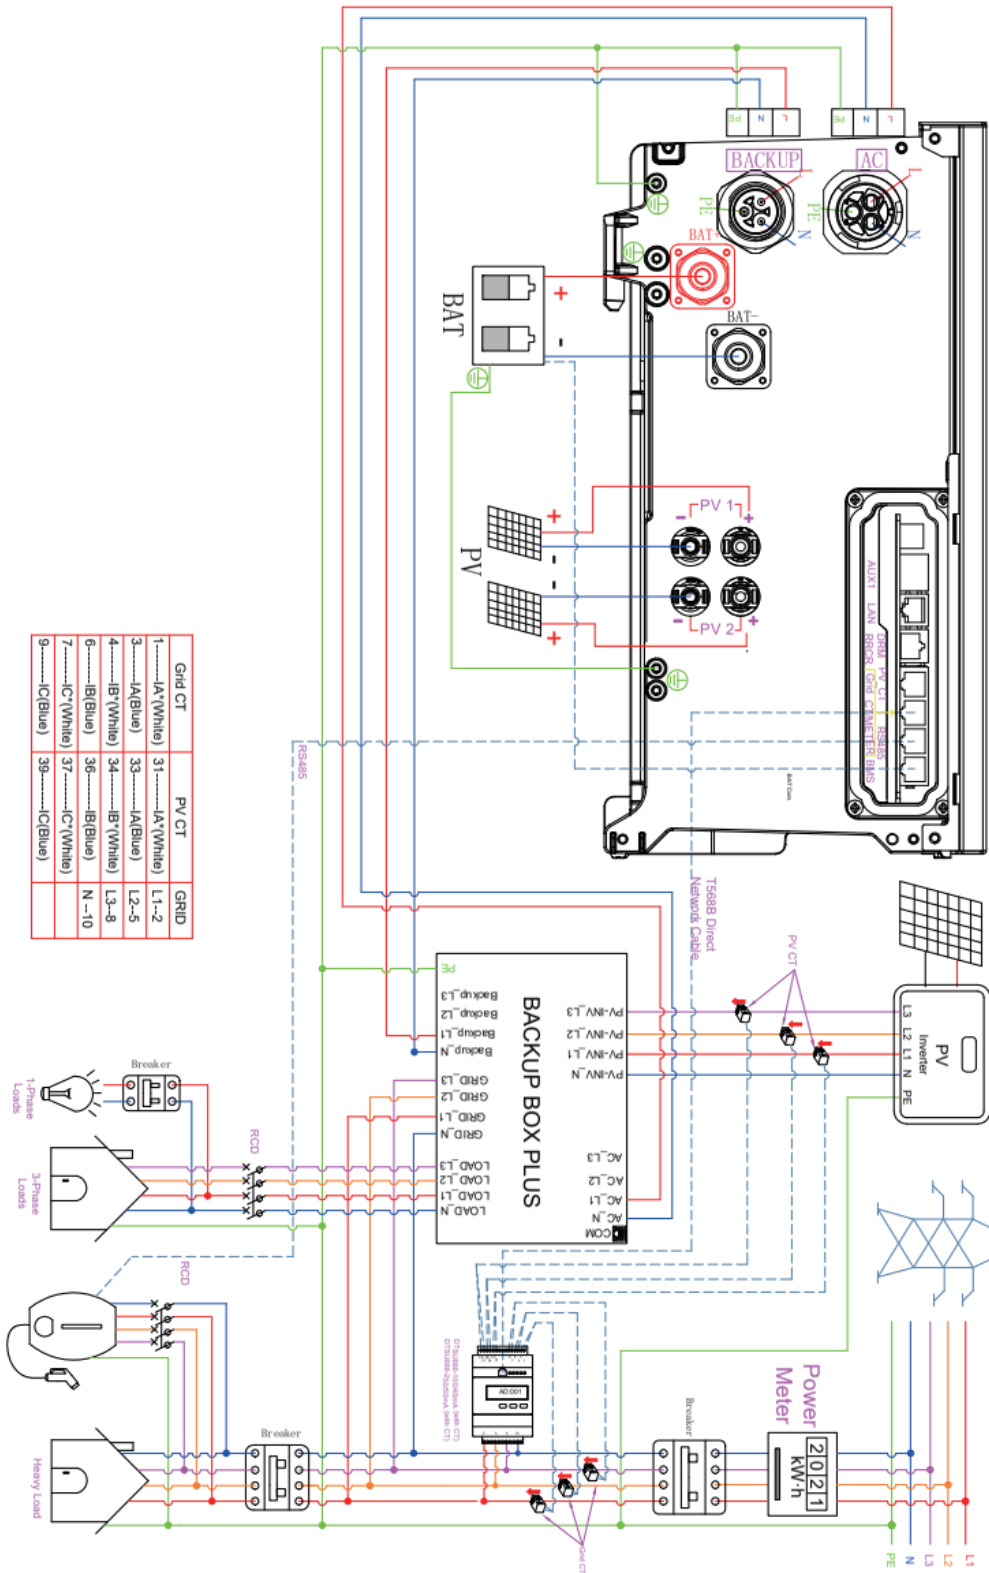 L
N
PE
L
N
PE
BACKUP
AC
L
PE
N
L
PE
N
BAT+
BAT-
BAT
+
-
PV 1
-
+
PV 2
-
+
PV
+
-
-
+
AUX1
LAN
DRM
RRCR
PV CT
Grid CT/METER
RS485
BMS
BAT Com
RS485
T568B Direct
Network Cable
PV CT
PV
Inverter
L3
L2
L1
N
PE
BACKUP BOX PLUS
PE
Backup_L3
Backup_L2
Backup_L1
Backup_N
GRID_L3
GRID_L2
GRID_L1
GRID_N
LOAD_L3
LOAD_L2
LOAD_L1
LOAD_N
PV-INV_L3
PV-INV_L2
PV-INV_L1
PV-INV_N
AC_L3
AC_L2
AC_L1
AC_N
COM
Grid CT PV CT GRID
1-------IA*(White) 31-------IA*(White) L1--2
3-------IA(Blue) 33-------IA(Blue) L2--5
4-------IB*(White) 34-------IB*(White) L3--8
6-------IB(Blue) 36-------IB(Blue) N --10
7-------IC*(White) 37-------IC*(White)
9-------IC(Blue) 39-------IC(Blue)
Breaker
1-Phase
Loads
RCD
3-Phase
Loads
RCD
Breaker
Heavy Load
AD:001
Grid CT
Breaker
Power
Meter
2021
kW·h
PE
N
L3
L2
L1